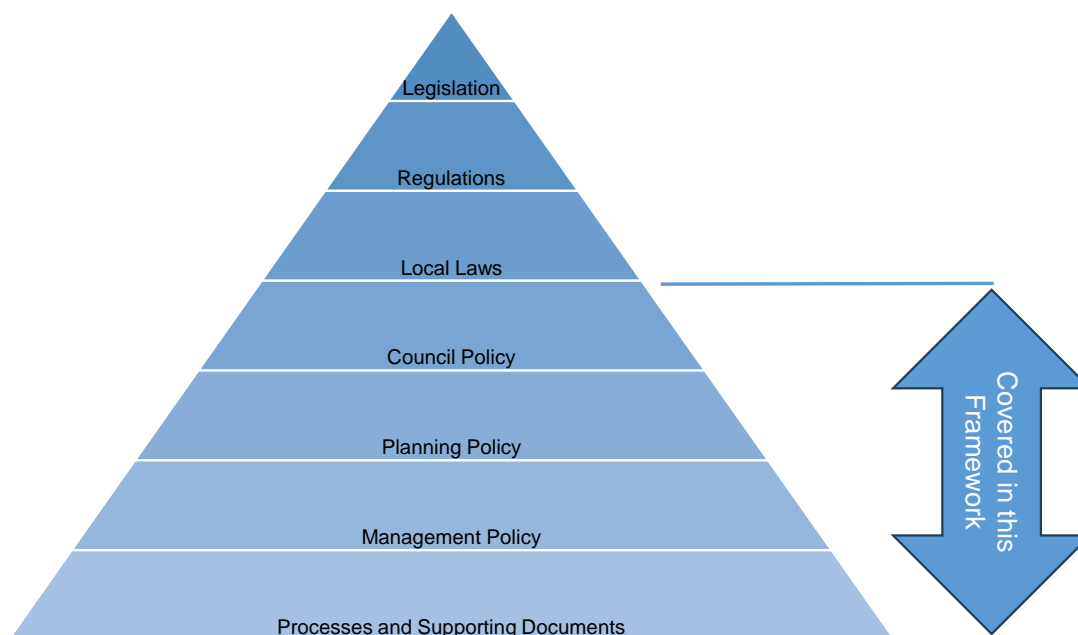 Legislation
Regulations
Local Laws
Council Policy
Planning Policy
Management Policy
Processes and Supporting Documents
Covered in this
Framework